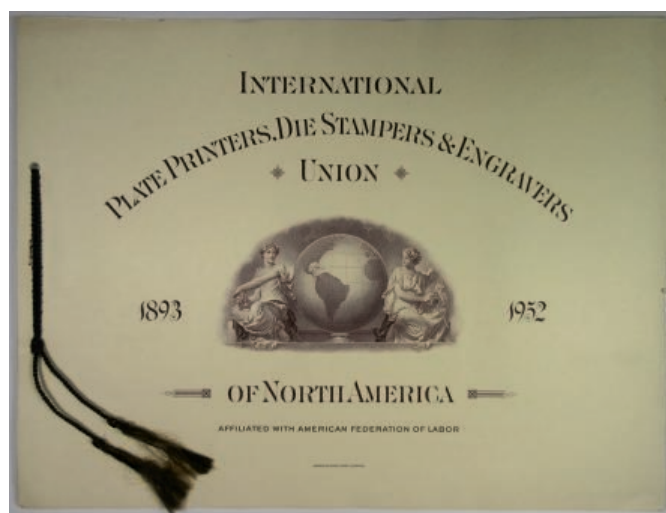 INTERNATIONAL
PLATE PRINTERS, DIE STAMPERS & ENGRAVERS
UNION
1893 1952
OF NORTH AMERICA
AFFILIATED WITH AMERICAN FEDERATION OF LABOR